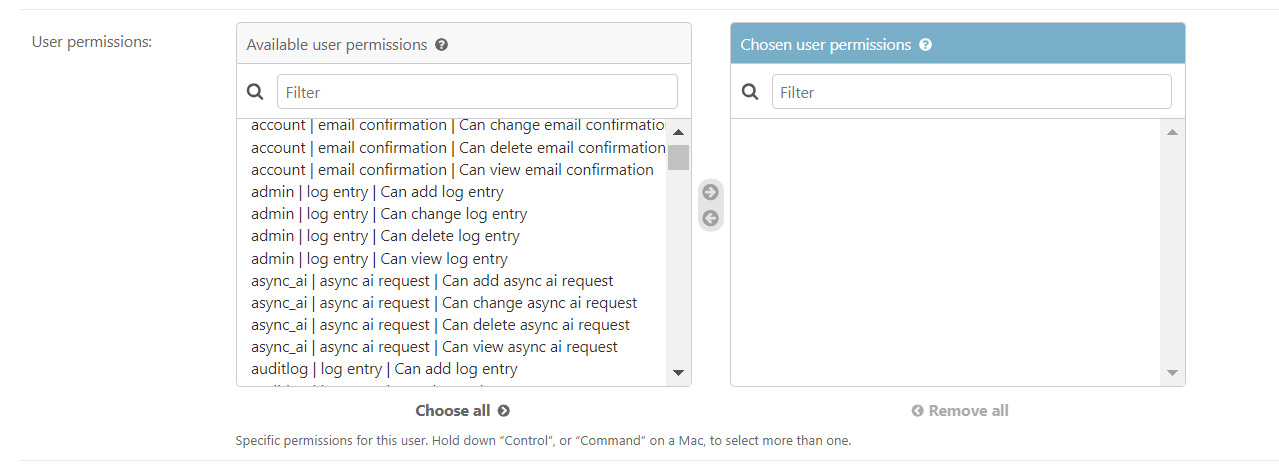 User permissions:
Available user permissions
Chosen user permissions
Filter
Filter
account | email confirmation | Can change email confirmatio
account | email confirmation | Can delete email confirmation
account | email confirmation | Can view email confirmation
admin | log entry | Can add log entry
admin | log entry | Can change log entry
admin | log entry | Can delete log entry
admin | log entry | Can view log entry
async_ai | async ai request | Can add async ai request
async_ai | async ai request | Can change async ai request
async_ai | async ai request | Can delete async ai request
async_ai | async ai request | Can view async ai request
auditlog | log entry | Can add log entry
Choose all
Remove all
Specific permissions for this user. Hold down “Control”, or “Command” on a Mac, to select more than one.